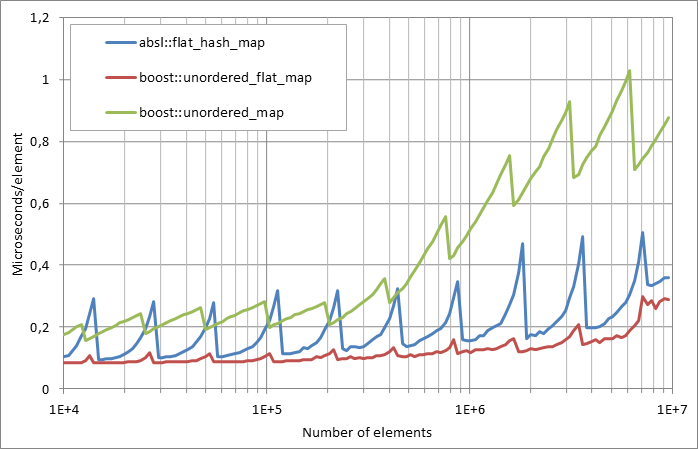 1,2
1
0,8
0,6
0,4
0,2
0
Microseconds/element
absl::flat_hash_map
boost::unordered_flat_map
boost::unordered_map
1E+4
1E+5
1E+6
1E+7
Number of elements